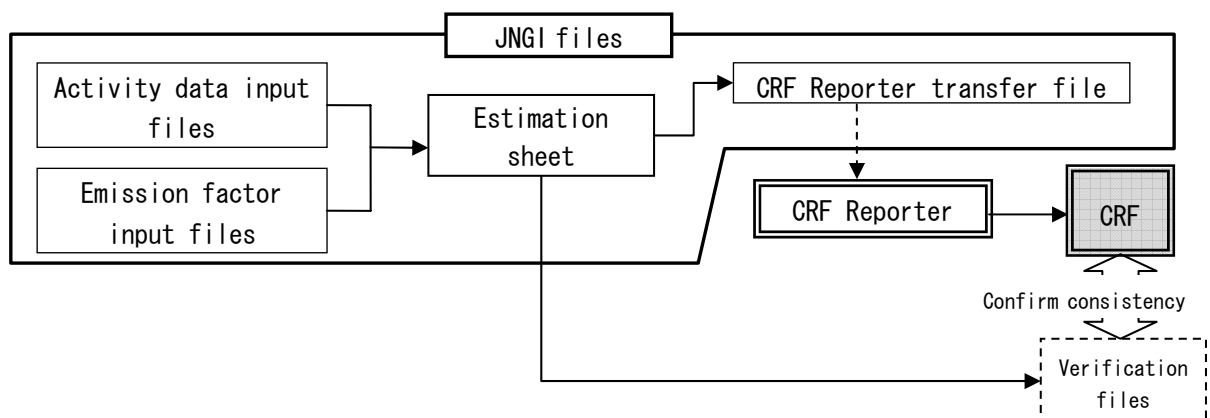 JNGI files
Activity data input
files
Emission factor
input files
Estimation
sheet
CRF Reporter transfer file
CRF Reporter
CRF
Confirm consistency
Verification
files